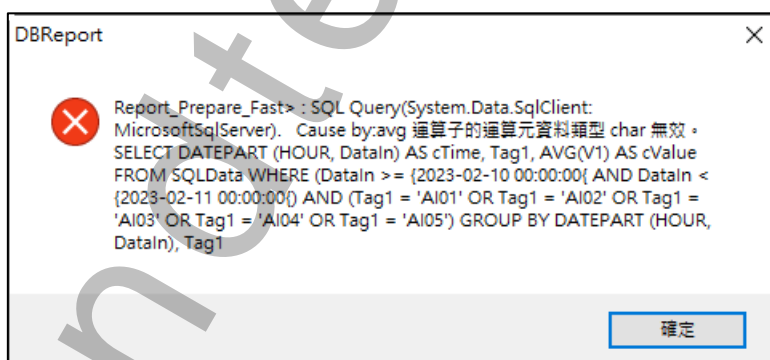 DBReport
Report_Prepare_Fast> : SQL Query(System.Data.SqlClient:
MicrosoftSqlServer).   Cause by:avg 運算子的運算元資料類型 char 無效。
SELECT DATEPART (HOUR, DataIn) AS cTime, Tag1, AVG(V1) AS cValue
FROM SQLData WHERE (DataIn >= {2023-02-10 00:00:00{ AND DataIn <
{2023-02-11 00:00:00{) AND (Tag1 = 'AI01' OR Tag1 = 'AI02' OR Tag1 =
'AI03' OR Tag1 = 'AI04' OR Tag1 = 'AI05') GROUP BY DATEPART (HOUR,
DataIn), Tag1
確定